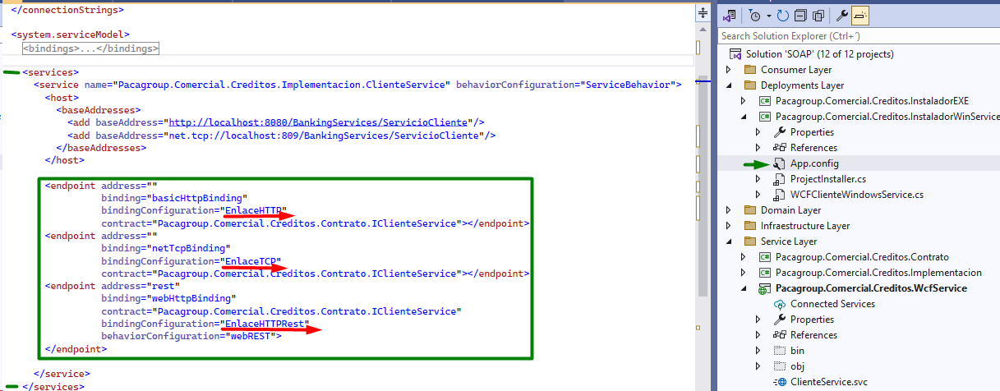 </connectionStrings>
<system.serviceModel>
<bindings>...</bindings>
<services>
<service name="Pacagroup.Comercial.Creditos.Implementacion.ClienteService" behaviorConfiguration="ServiceBehavior">
<host>
<baseAddresses>
<add baseAddress="http://localhost:8080/BankingServices/ServicioCliente"/>
<add baseAddress="net.tcp://localhost:809/BankingServices/ServicioCliente"/>
</baseAddresses>
</host>
<endpoint address=""
binding="basicHttpBinding"
bindingConfiguration="EnlaceHTTP"
contract="Pacagroup.Comercial.Creditos.Contrato.IClienteService"></endpoint>
<endpoint address=""
binding="netTcpBinding"
bindingConfiguration="EnlaceTCP"
contract="Pacagroup.Comercial.Creditos.Contrato.IClienteService"></endpoint>
<endpoint address="rest"
binding="webHttpBinding"
contract="Pacagroup.Comercial.Creditos.Contrato.IClienteService"
bindingConfiguration="EnlaceHTTPRest"
behaviorConfiguration="webREST">
</endpoint>
</service>
</services>
Search Solution Explorer (Ctrl+´)
Solution 'SOAP' (12 of 12 projects)
Consumer Layer
Deployments Layer
C# Pacagroup.Comercial.Creditos.InstaladorEXE
C# Pacagroup.Comercial.Creditos.InstaladorWinService
Properties
References
App.config
ProjectInstaller.cs
WCFClienteWindowsService.cs
Domain Layer
Infrastructure Layer
Service Layer
C# Pacagroup.Comercial.Creditos.Contrato
C# Pacagroup.Comercial.Creditos.Implementacion
Pacagroup.Comercial.Creditos.WcfService
Connected Services
Properties
References
bin
obj
ClienteService.svc